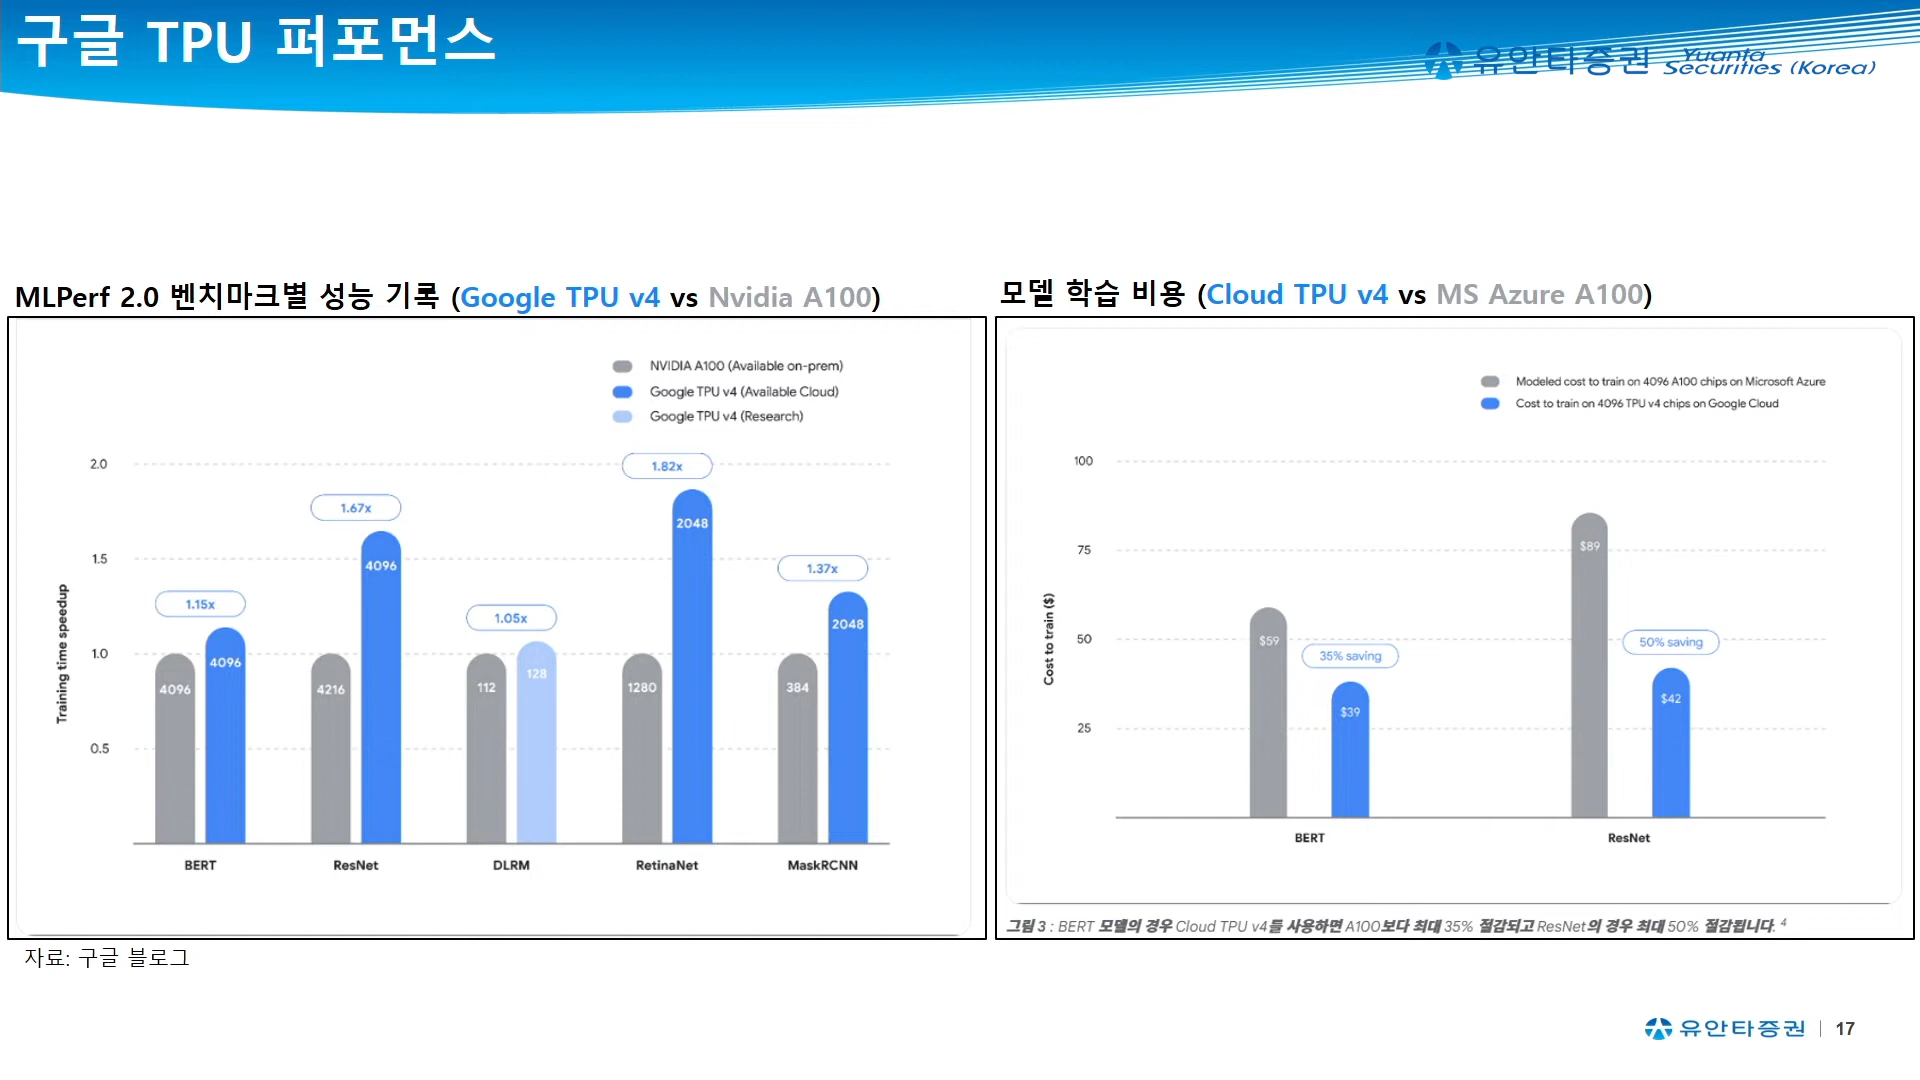 구글 TPU 퍼포먼스
유안타증권 Yuanta Securities (Korea)
MLPerf 2.0 벤치마크별 성능 기록 (Google TPU v4 vs Nvidia A100)
NVIDIA A100 (Available on-prem)
Google TPU v4 (Available Cloud)
Google TPU v4 (Research)
Training time speedup
2.0
1.5
1.0
0.5
1.15x
1.67x
1.05x
1.82x
1.37x
4096
4096
4216
4096
112
128
1280
2048
384
2048
BERT
ResNet
DLRM
RetinaNet
MaskRCNN
자료: 구글 블로그
모델 학습 비용 (Cloud TPU v4 vs MS Azure A100)
Modeled cost to train on 4096 A100 chips on Microsoft Azure
Cost to train on 4096 TPU v4 chips on Google Cloud
Cost to train ($)
100
75
50
25
$59
35% saving
$39
$89
50% saving
$42
BERT
ResNet
그림 3 : BERT 모델의 경우 Cloud TPU v4를 사용하면 A100보다 최대 35% 절감되고 ResNet의 경우 최대 50% 절감됩니다. 4
유안타증권 | 17